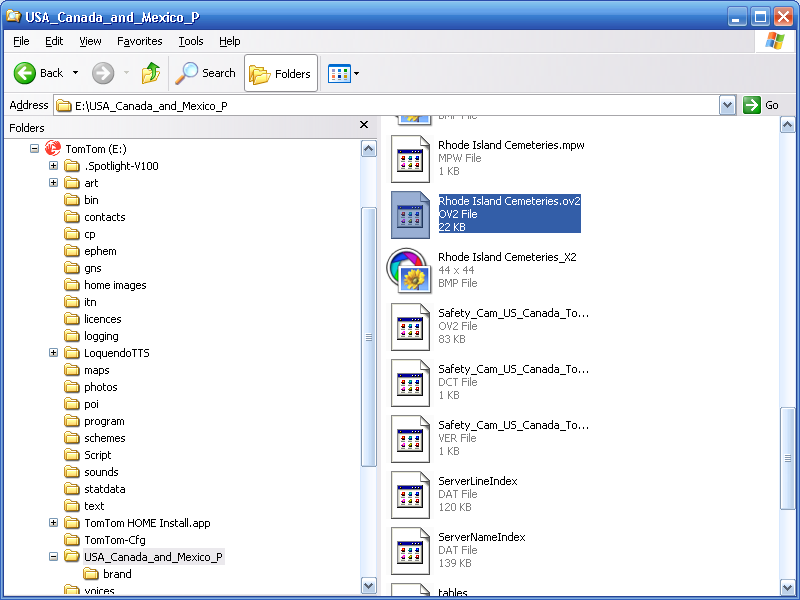 USA_Canada_and_Mexico_P
File Edit View Favorites Tools Help
Back Search Folders
Address E:\USA_Canada_and_Mexico_P Go
Folders
TomTom (E:)
.Spotlight-V100
art
bin
contacts
cp
ephem
gns
home images
itn
licences
logging
LoquendoTTS
maps
photos
poi
program
schemes
Script
sounds
statdata
text
TomTom HOME Install.app
TomTom-Cfg
USA_Canada_and_Mexico_P
brand
voices
BMP File
Rhode Island Cemeteries.mpw
MPW File
1 KB
Rhode Island Cemeteries.ov2
OV2 File
22 KB
Rhode Island Cemeteries_X2
44 x 44
BMP File
Safety_Cam_US_Canada_To...
OV2 File
83 KB
Safety_Cam_US_Canada_To...
DCT File
1 KB
Safety_Cam_US_Canada_To...
VER File
1 KB
ServerLineIndex
DAT File
120 KB
ServerNameIndex
DAT File
139 KB
tables